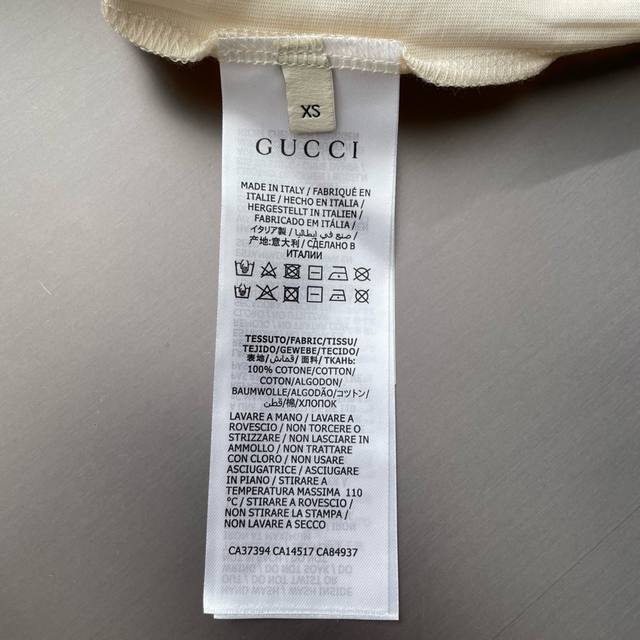 XS
GUCCI
MADE IN ITALY / FABRIQUÉ EN
ITALIE / HECHO EN ITALIA /
HERGESTELLT IN ITALIEN /
FABRICADO EM ITÁLIA /
イタリア製 / صنع في إيطاليا /
产地:意大利 / СДЕЛАНО В
ИТАЛИИ
TESSUTO/FABRIC/TISSU/
TEJIDO/GEWEBE/TECIDO/
表地/قماش/面料/ТКАНЬ:
100% COTONE/COTTON/
COTON/ALGODON/
BAUMWOLLE/ALGODÃO/コツトン/
قطن/棉/ХЛОПОК
LAVARE A MANO / LAVARE A
ROVESCIO / NON TORCERE O
STRIZZARE / NON LASCIARE IN
AMMOLLO / NON TRATTARE
CON CLORO / NON USARE
ASCIUGATRICE / ASCIUGARE
IN PIANO / STIRARE A
TEMPERATURA MASSIMA 110
°C / STIRARE A ROVESCIO /
NON STIRARE LA STAMPA /
NON LAVARE A SECCO
CA37394 CA14517 CA84937